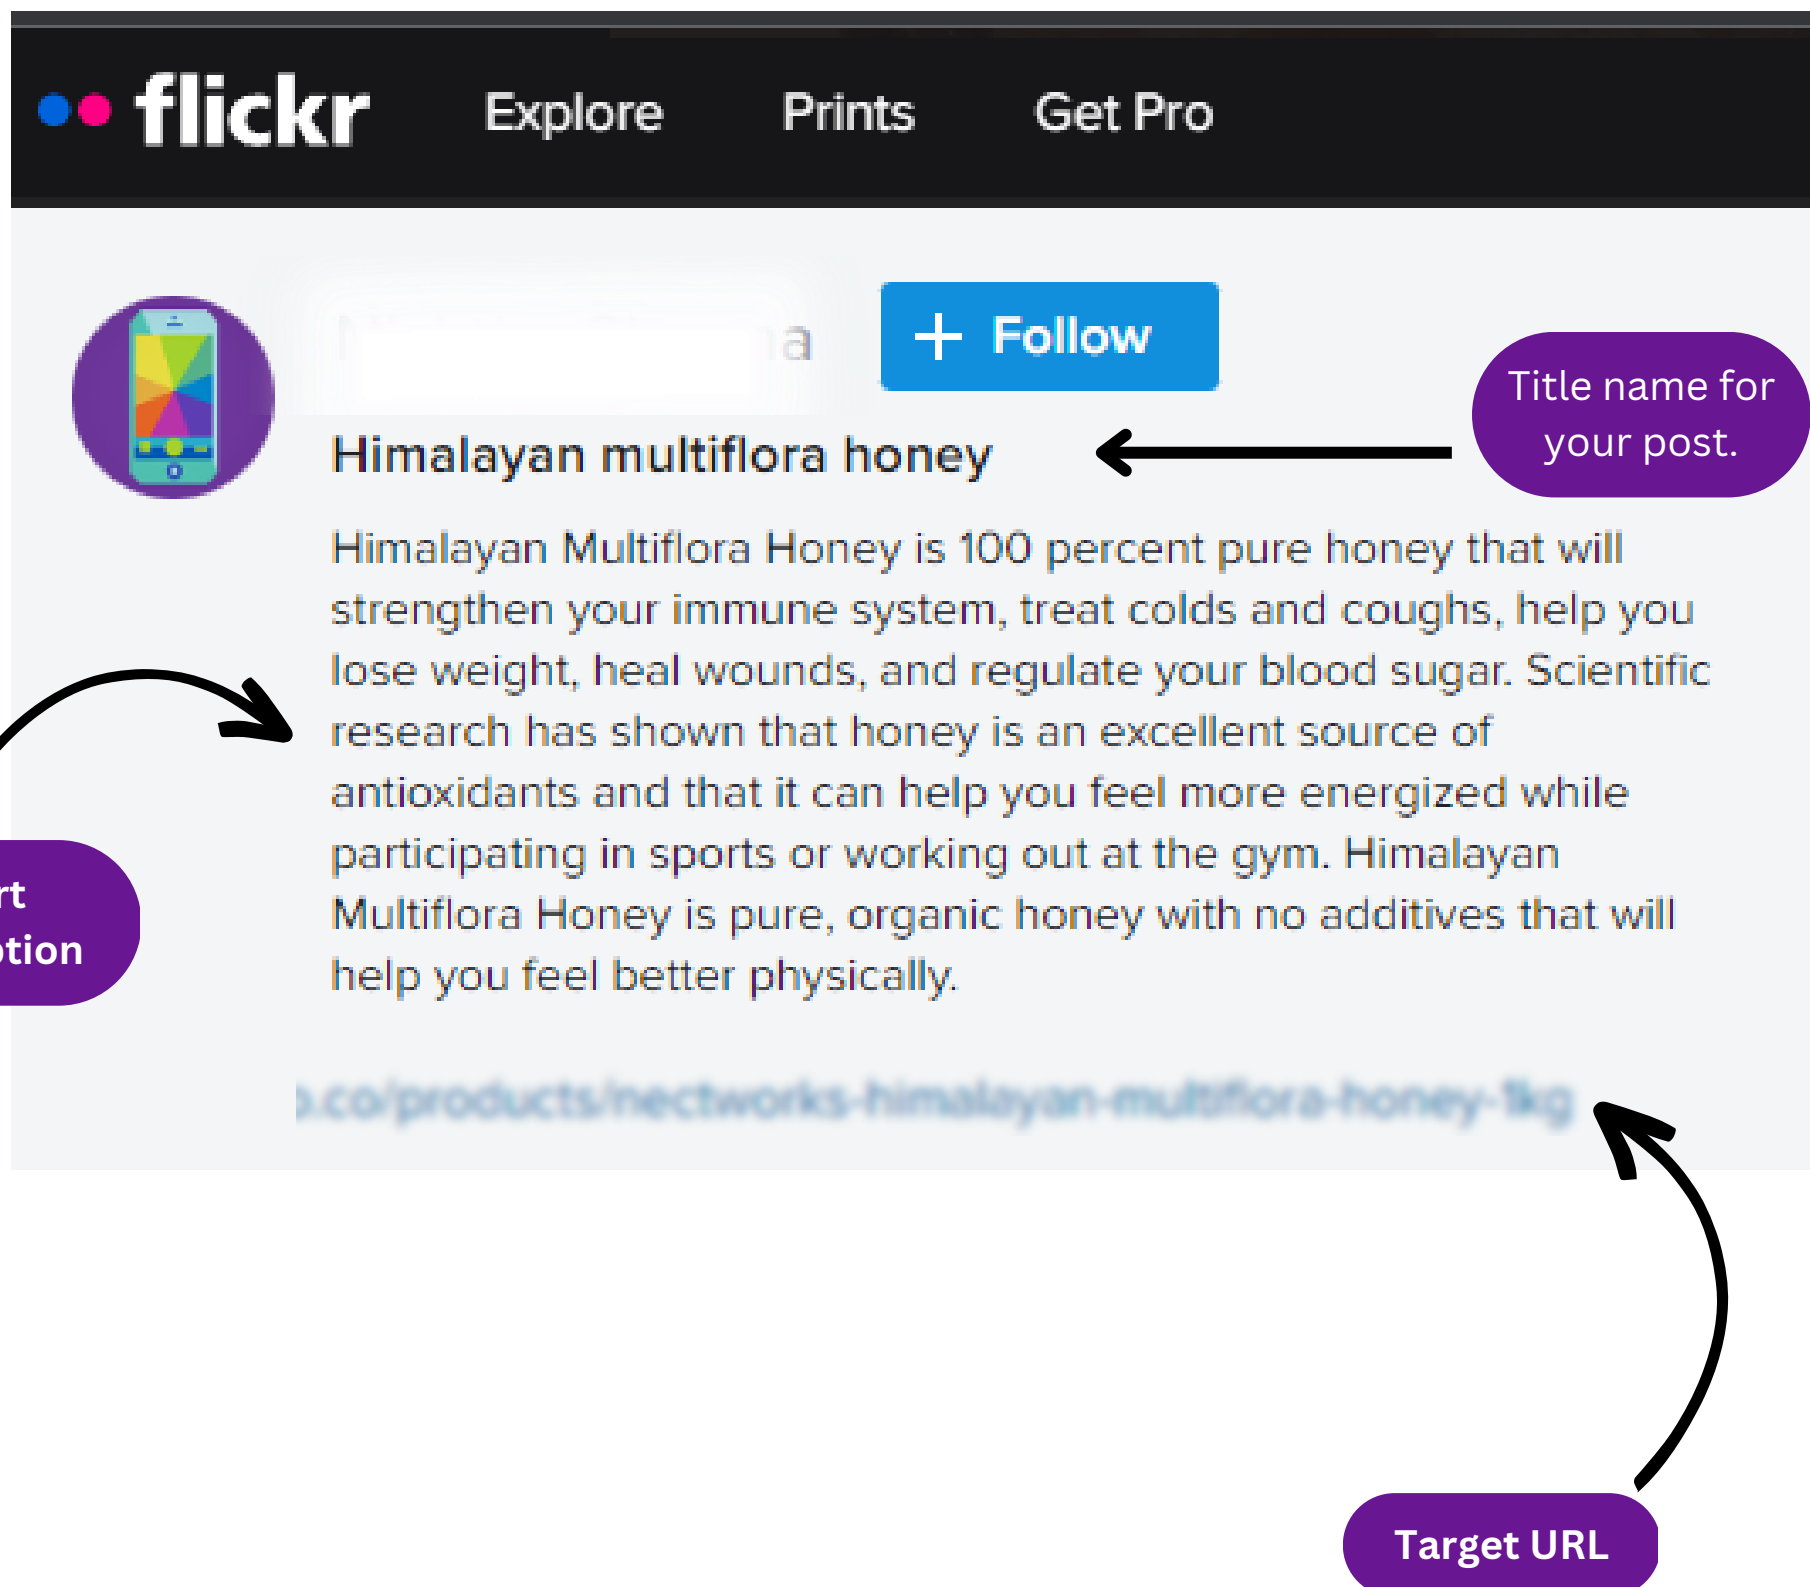 flickr Explore Prints Get Pro
+ Follow
Title name for
your post.
Himalayan multiflora honey
Himalayan Multiflora Honey is 100 percent pure honey that will
strengthen your immune system, treat colds and coughs, help you
lose weight, heal wounds, and regulate your blood sugar. Scientific
research has shown that honey is an excellent source of
antioxidants and that it can help you feel more energized while
participating in sports or working out at the gym. Himalayan
Multiflora Honey is pure, organic honey with no additives that will
help you feel better physically.
rt
ption
.co/products/nectworks-himalayan-multiflora-honey-1kg
Target URL